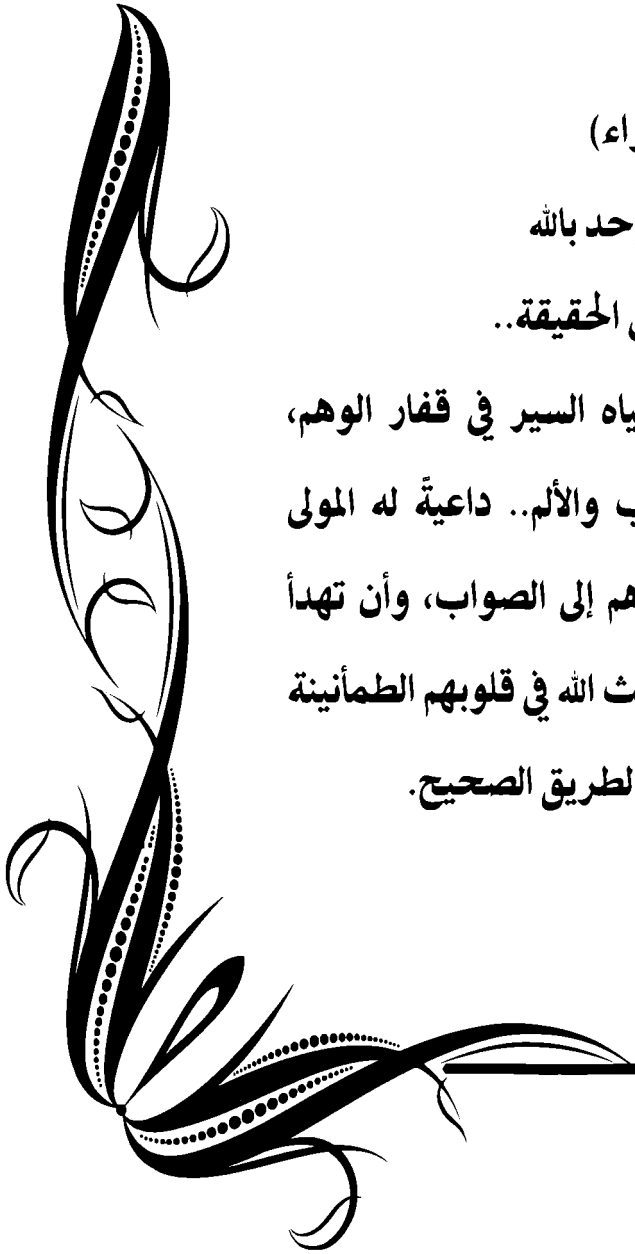 راء)
حد بالله
الحقيقة..
ياه السير في قفار الوهم،
والألم.. داعيةً له المولى
هم إلى الصواب، وأن تهدأ
ث الله في قلوبهم الطمأنينة
لطريق الصحيح.